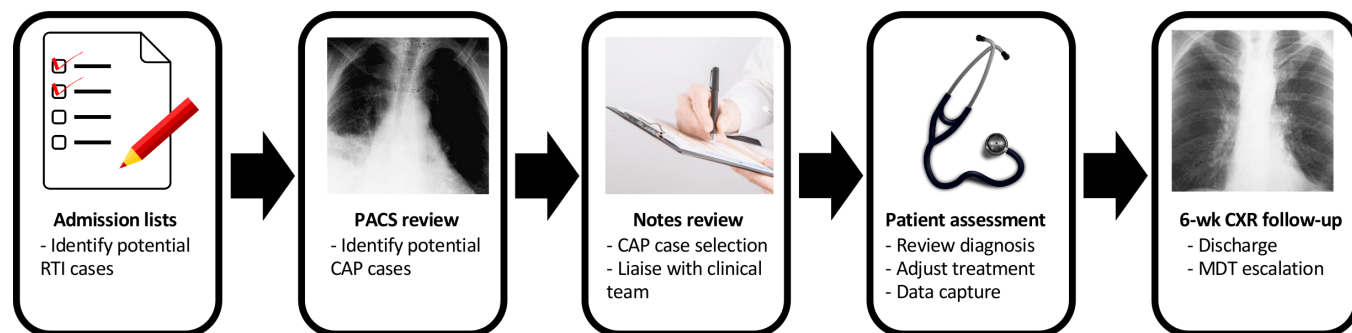 Admission lists
- Identify potential
RTI cases
PACS review
- Identify potential
CAP cases
Notes review
- CAP case selection
- Liaise with clinical
team
Patient assessment
- Review diagnosis
- Adjust treatment
- Data capture
6-wk CXR follow-up
- Discharge
- MDT escalation